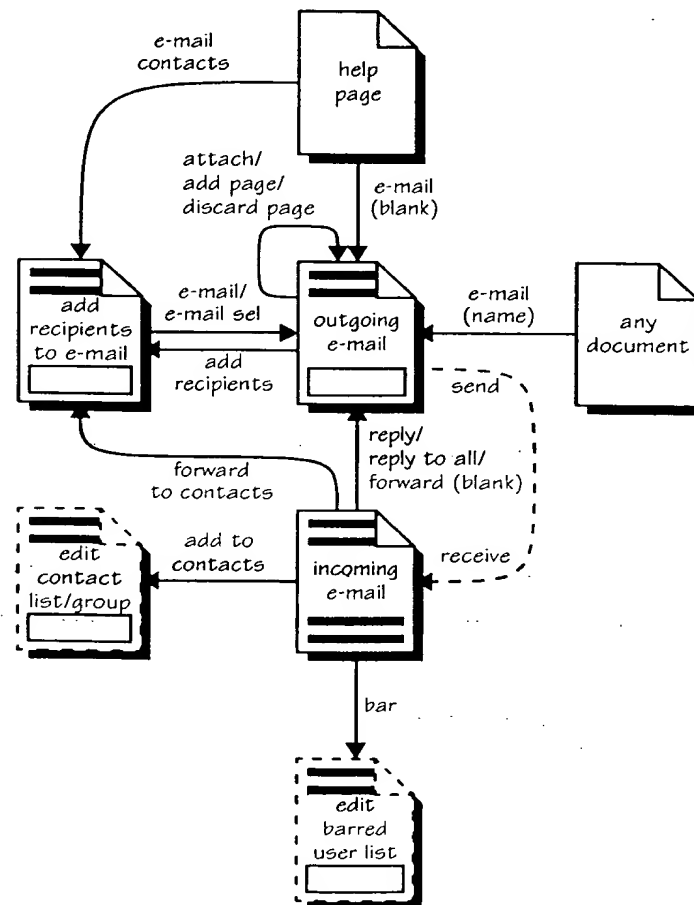 e-mail
contacts
help
page
attach/
add page/
discard page
e-mail
(blank)
add
recipients
to e-mail
e-mail/
e-mail sel
add
recipients
outgoing
e-mail
e-mail
(name)
any
document
send
forward
to contacts
reply/
reply to all/
forward (blank)
edit
contact
list/group
add to
contacts
incoming
e-mail
receive
bar
edit
barred
user list